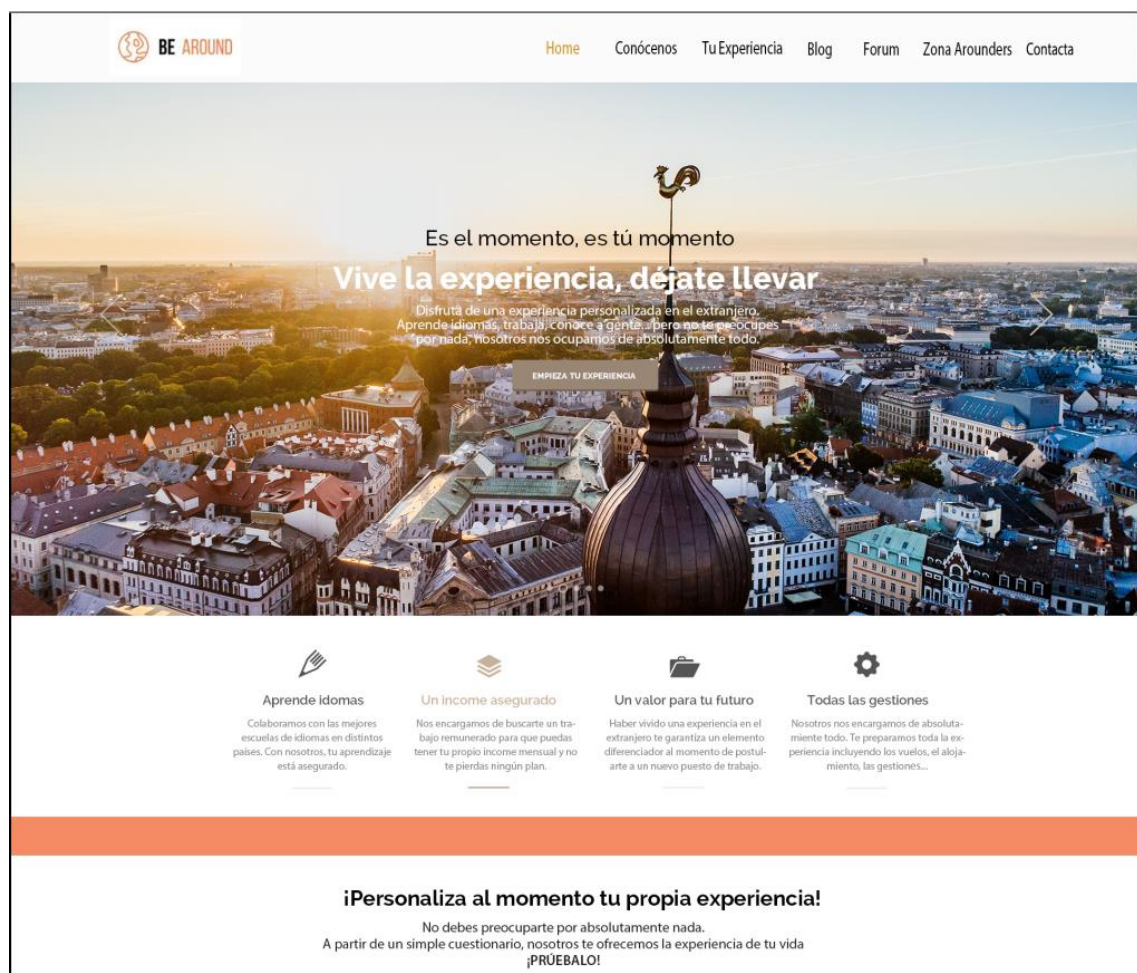 BE AROUND
Home Conócenos Tu Experiencia Blog Forum Zona Arounders Contacta
Es el momento, es tú momento
Vive la experiencia, déjate llevar
Disfruta de una experiencia personalizada en el extranjero.
Aprende idiomas, trabaja, conoce a gente... pero no te preocupes
por nada, nosotros nos ocupamos de absolutamente todo.
EMPIEZA TU EXPERIENCIA
Aprende idomas
Colaboramos con las mejores
escuelas de idiomas en distintos
países. Con nosotros, tu aprendizaje
está asegurado.
Un income asegurado
Nos encargamos de buscarte un tra-
bajo remunerado para que puedas
tener tu propio income mensual y no
te pierdas ningún plan.
Un valor para tu futuro
Haber vivido una experiencia en el
extranjero te garantiza un elemento
diferenciador al momento de postul-
arte a un nuevo puesto de trabajo.
Todas las gestiones
Nosotros nos encargamos de absoluta-
miente todo. Te preparamos toda la ex-
periencia incluyendo los vuelos, el aloja-
miento, las gestiones...
¡Personaliza al momento tu propia experiencia!
No debes preocuparte por absolutamente nada.
A partir de un simple cuestionario, nosotros te ofrecemos la experiencia de tu vida
¡PRÚEBALO!